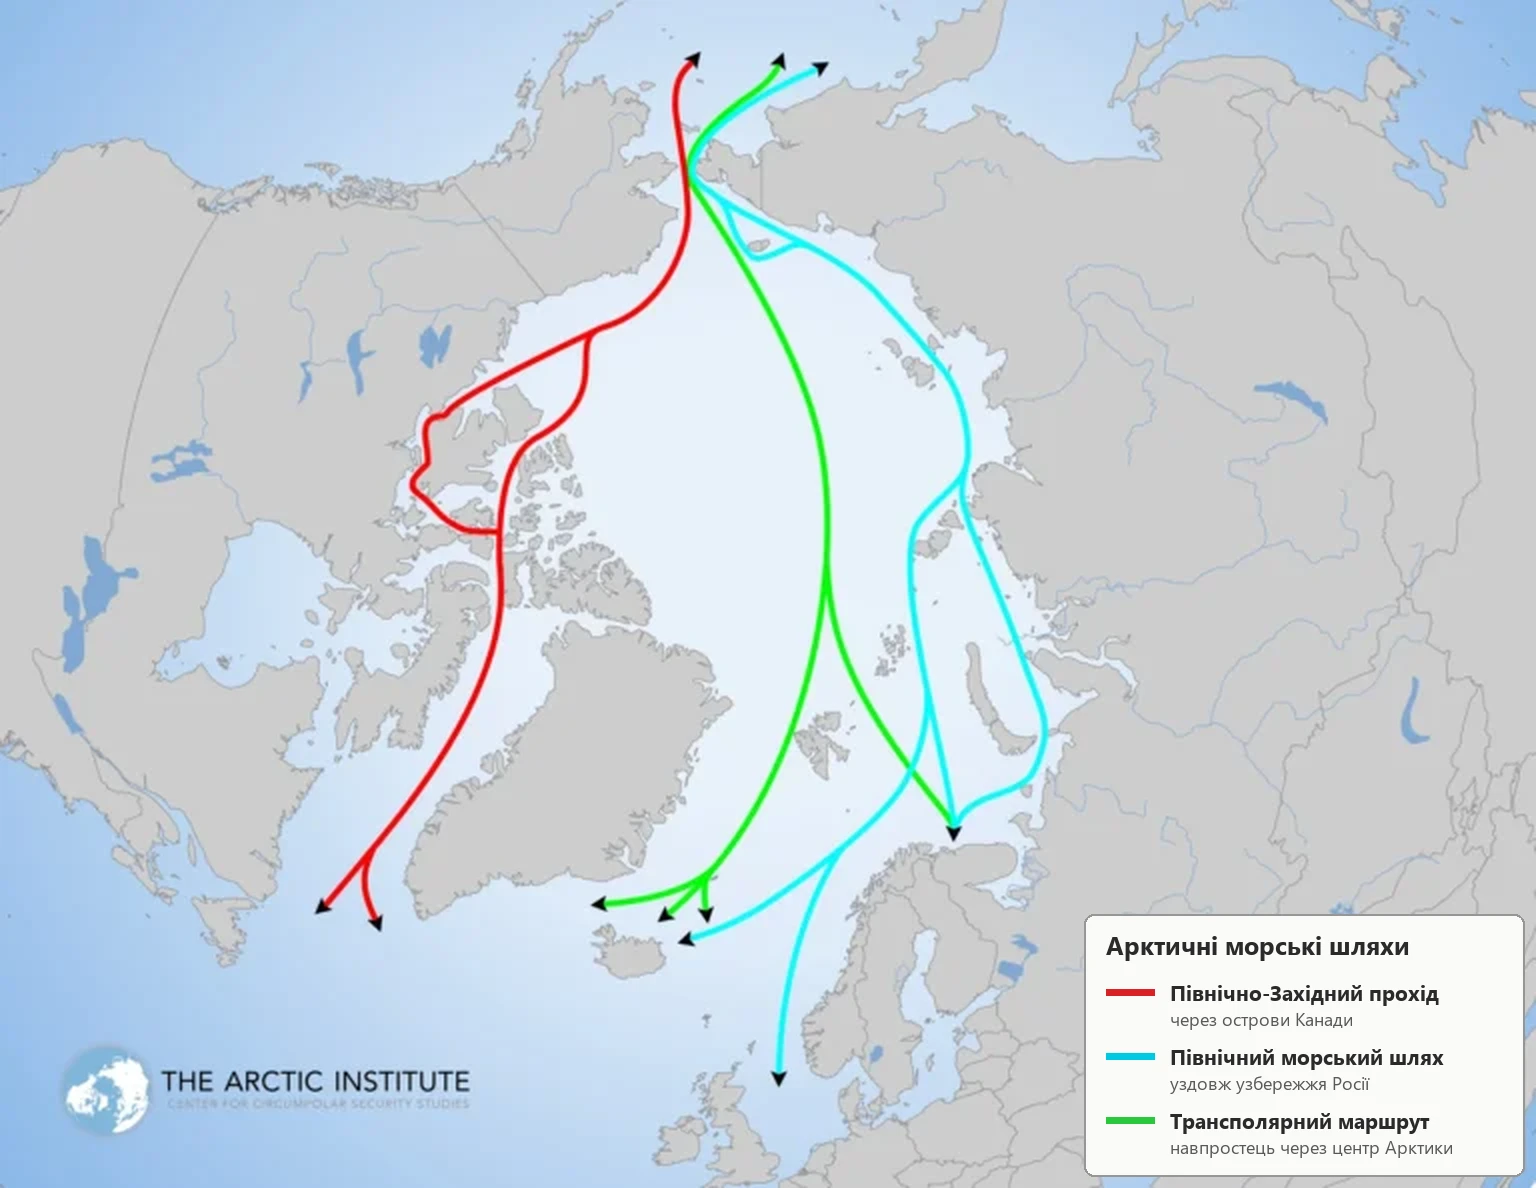 Арктичні морські шляхи
Північно-Західний прохід
через острови Канади
Північний морський шлях
уздовж узбережжя Росії
Трансполярний маршрут
навпростець через центр Арктики
THE ARCTIC INSTITUTE
CENTER FOR CIRCUMPOLAR SECURITY STUDIES